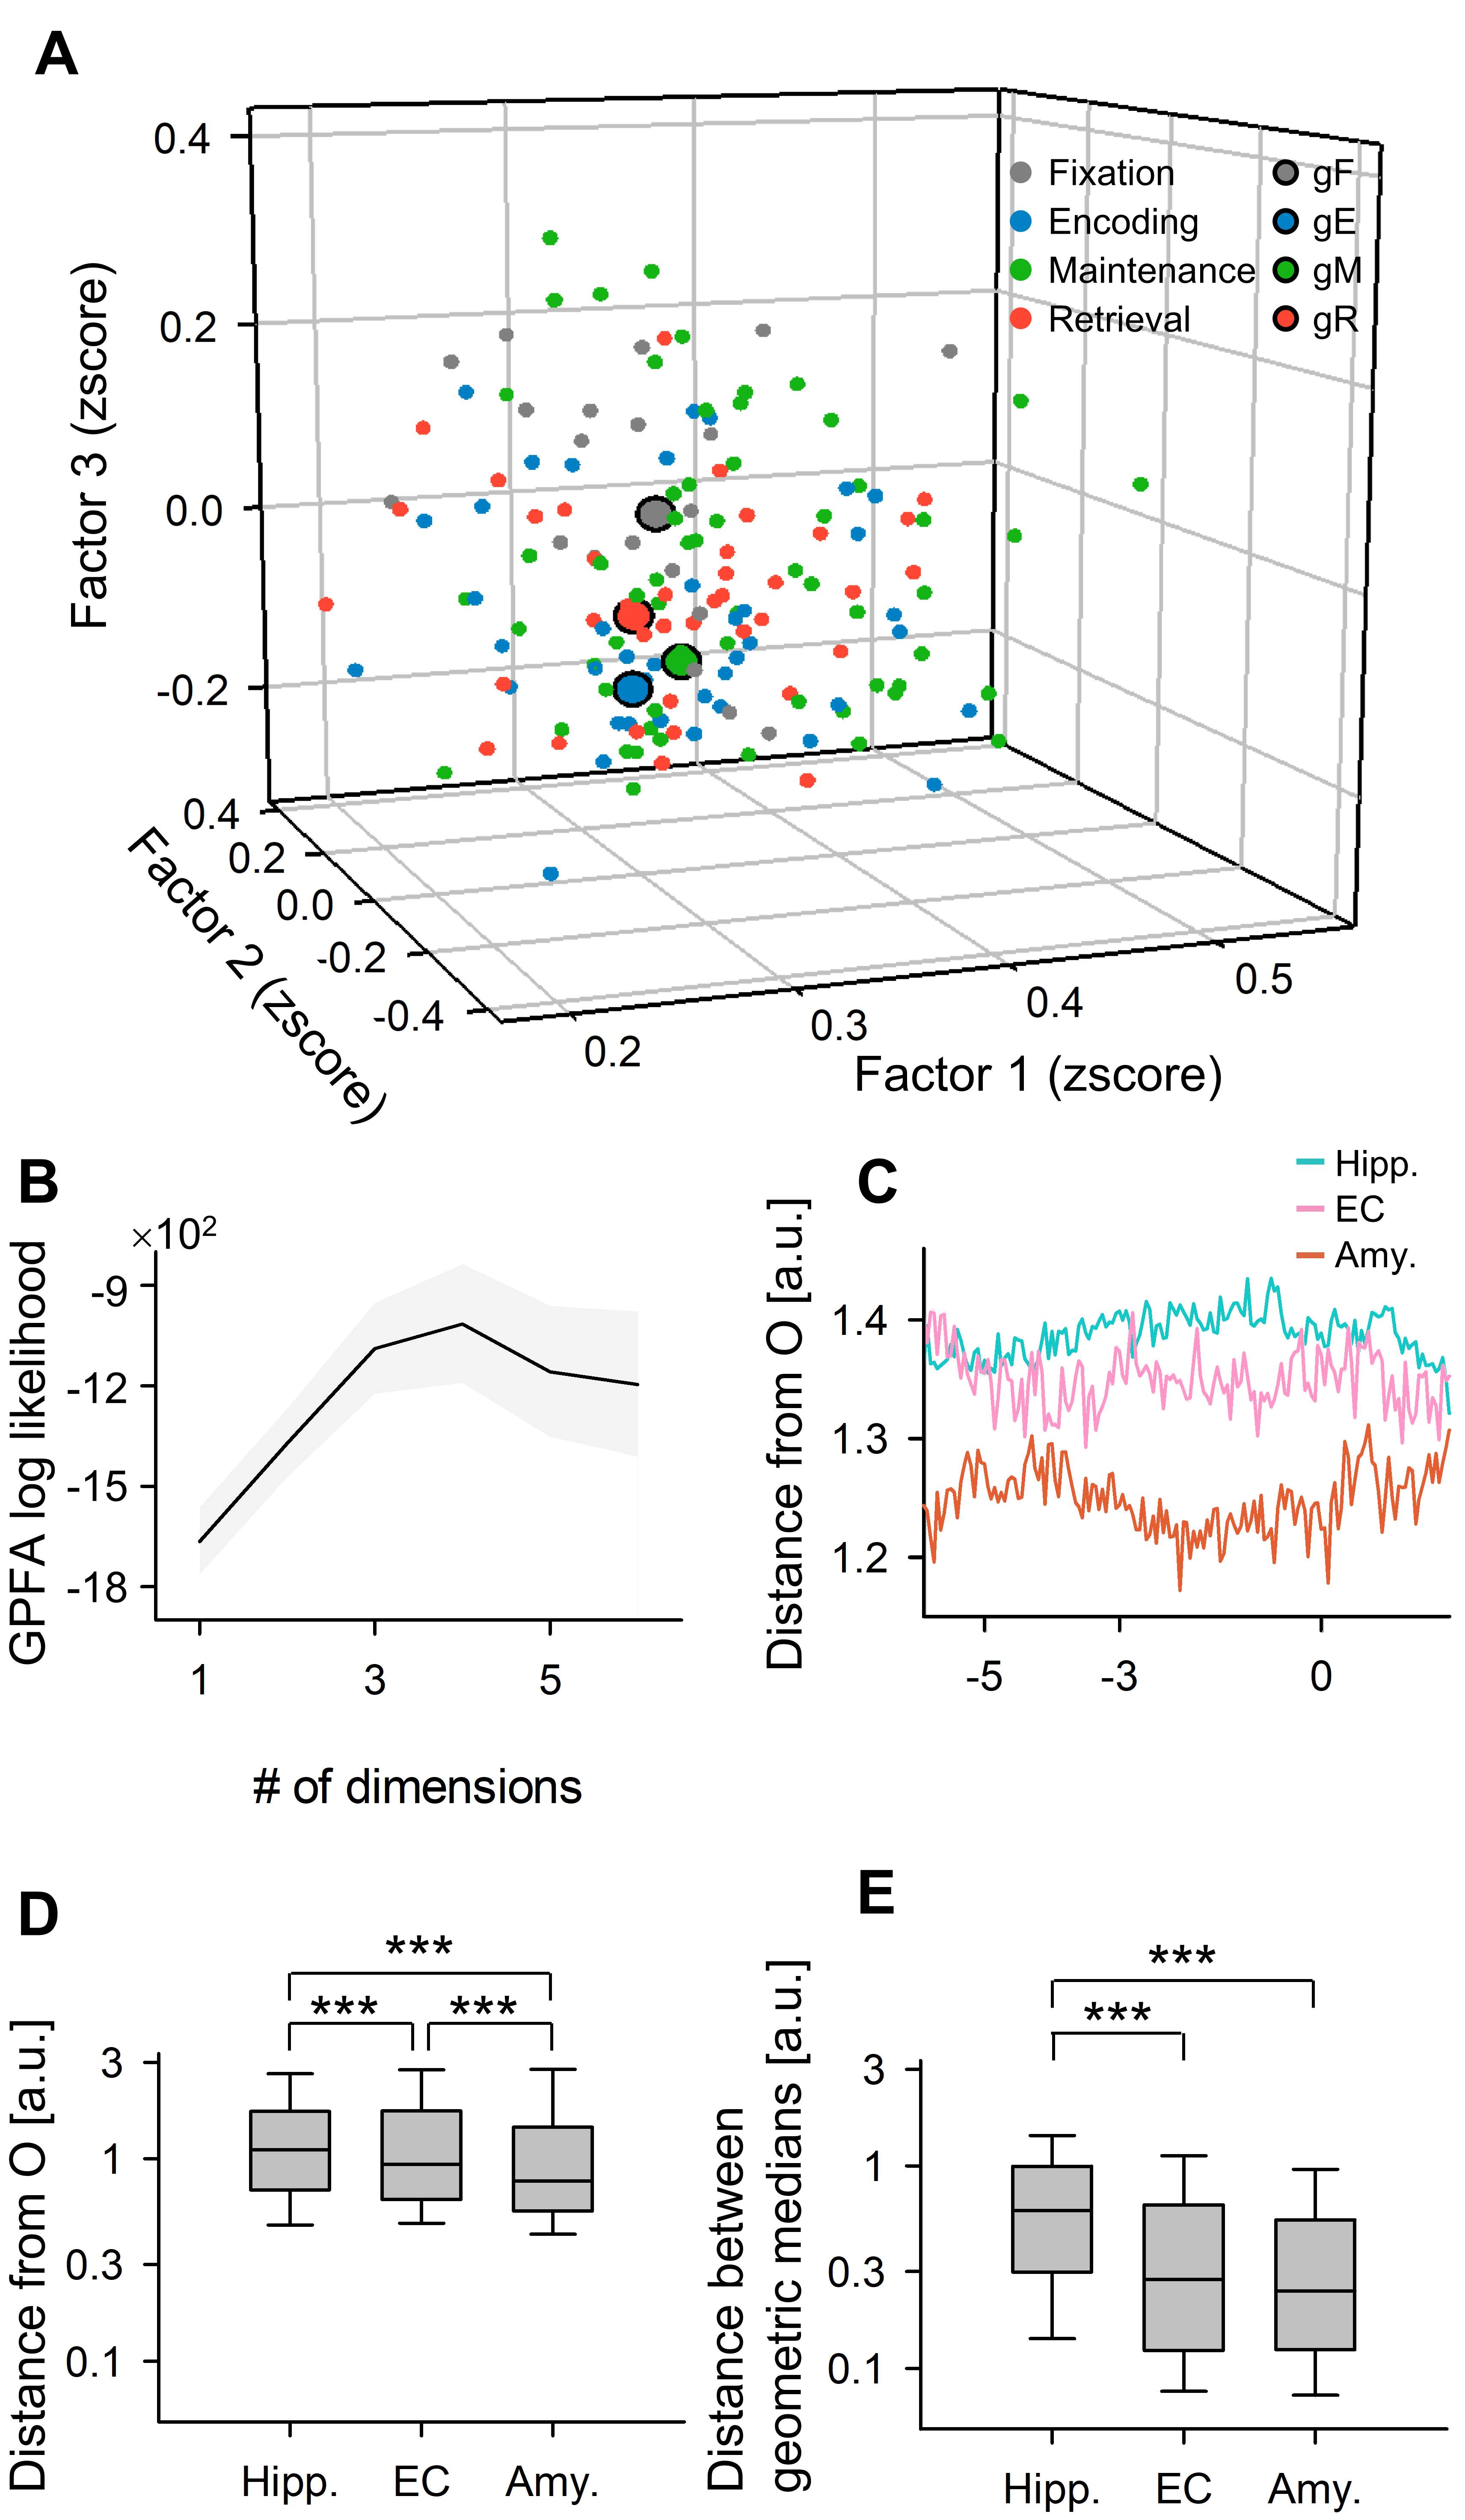 A
0.4
0.2
0.0
-0.2
Factor 3 (zscore)
Fixation
Encoding
Maintenance
Retrieval
gF
gE
gM
gR
0.4
0.2
0.0
-0.2
-0.4
Factor 2 (zscore)
0.2
0.3
0.4
0.5
Factor 1 (zscore)
B
×10²
GPFA log likelihood
-9
-12
-15
-18
1
3
5
# of dimensions
C
Hipp.
EC
Amy.
Distance from O [a.u.]
1.4
1.3
1.2
-5
-3
0
D
***
***
***
Distance from O [a.u.]
3
1
0.3
0.1
Hipp.
EC
Amy.
E
***
***
Distance between
geometric medians [a.u.]
3
1
0.3
0.1
Hipp.
EC
Amy.